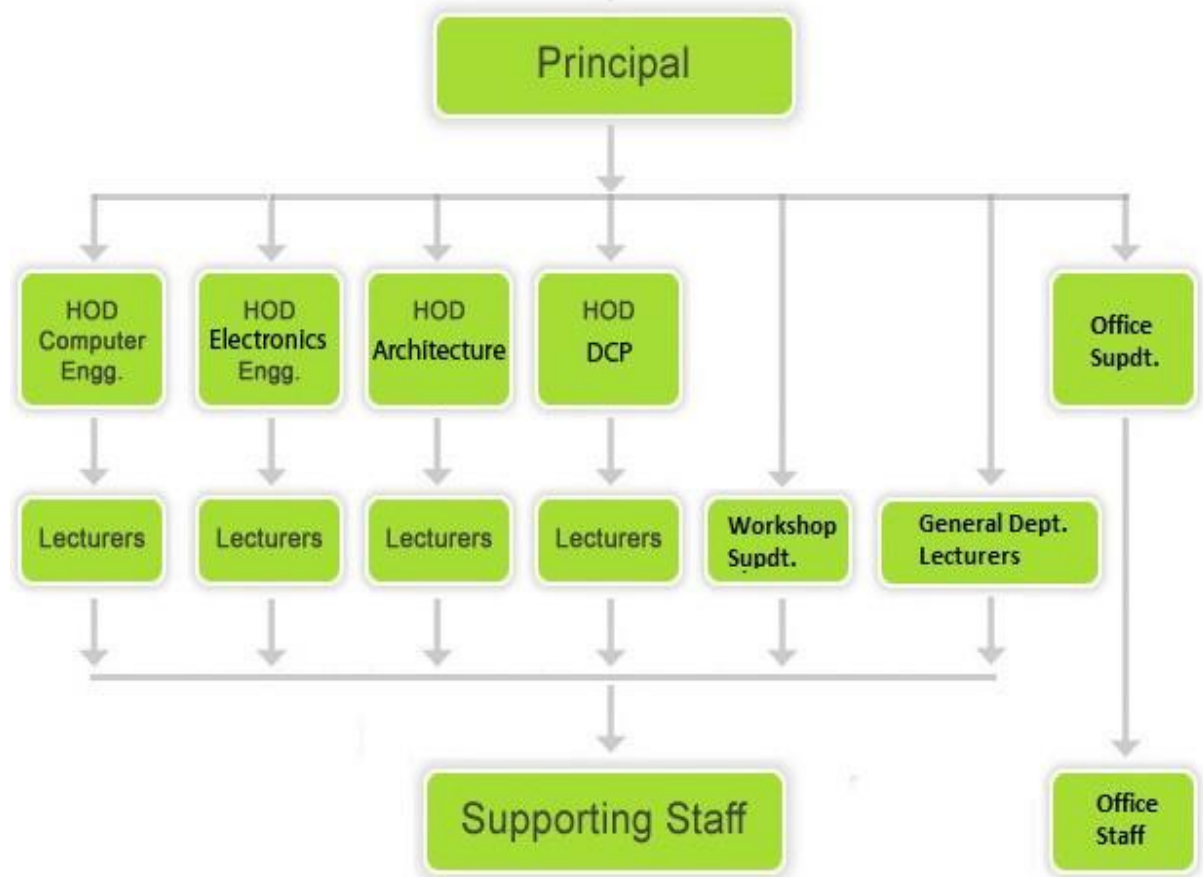 Principal
HOD
Computer
Engg.
HOD
Electronics
Engg.
HOD
Architecture
HOD
DCP
Office
Supdt.
Lecturers
Lecturers
Lecturers
Lecturers
Workshop
Supdt.
General Dept.
Lecturers
Supporting Staff
Office
Staff